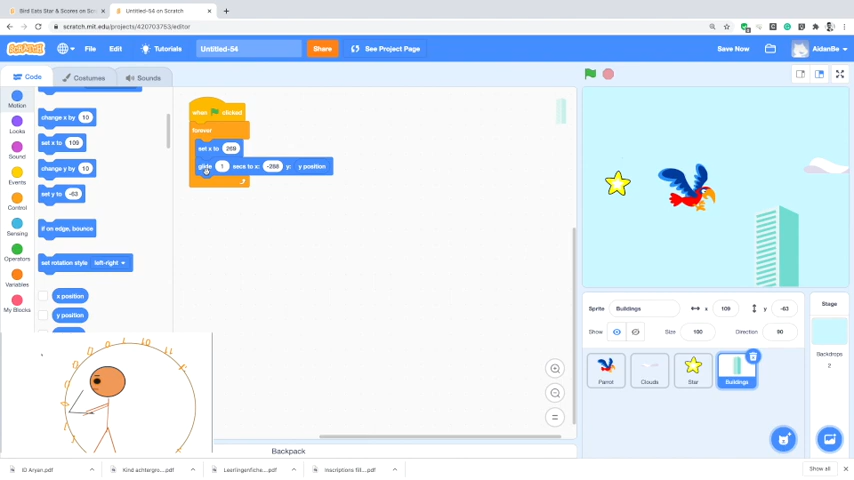 Bird Eats Star & Scores on Scr
Untitled-54 on Scratch
scratch.mit.edu/projects/420703783/editor
SCRATCH
File
Edit
Tutorials
Untitled-54
Share
See Project Page
Save Now
AidanBe
Code
Costumes
Sounds
Motion
Looks
Sound
Events
Control
Sensing
Operators
Variables
My Blocks
change x by 10
set x to 109
change y by 10
set y to -63
if on edge, bounce
set rotation style left-right
x position
y position
when clicked
forever
set x to 269
glide 1 secs to x: -268 y: y position
Sprite
Buildings
x 109
y -63
Show
Size 100
Direction 90
Parrot
Clouds
Star
Buildings
Stage
Backdrops
2
Backpack
ID Aryan.pdf
Kind achtergro....pdf
Leerlingenfiche....pdf
Inscriptions filt....pdf
Show all